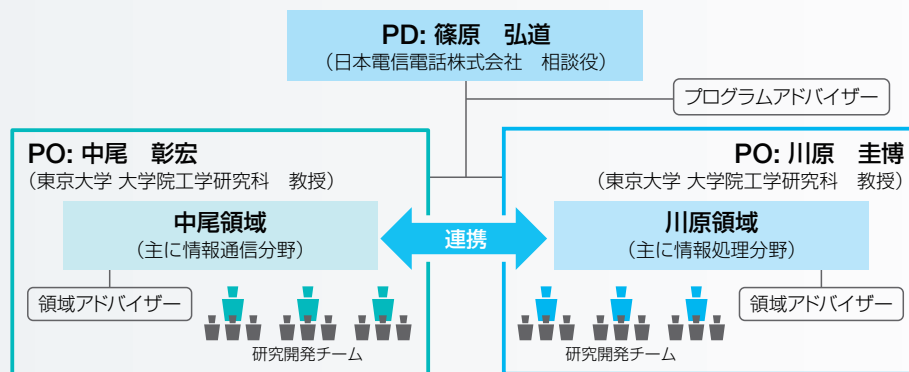 PD: 篠原　弘道
（日本電信電話株式会社　相談役）
プログラムアドバイザー
PO: 中尾　彰宏
（東京大学 大学院工学研究科　教授）
中尾領域
（主に情報通信分野）
領域アドバイザー
研究開発チーム
連携
PO: 川原　圭博
（東京大学 大学院工学研究科　教授）
川原領域
（主に情報処理分野）
領域アドバイザー
研究開発チーム